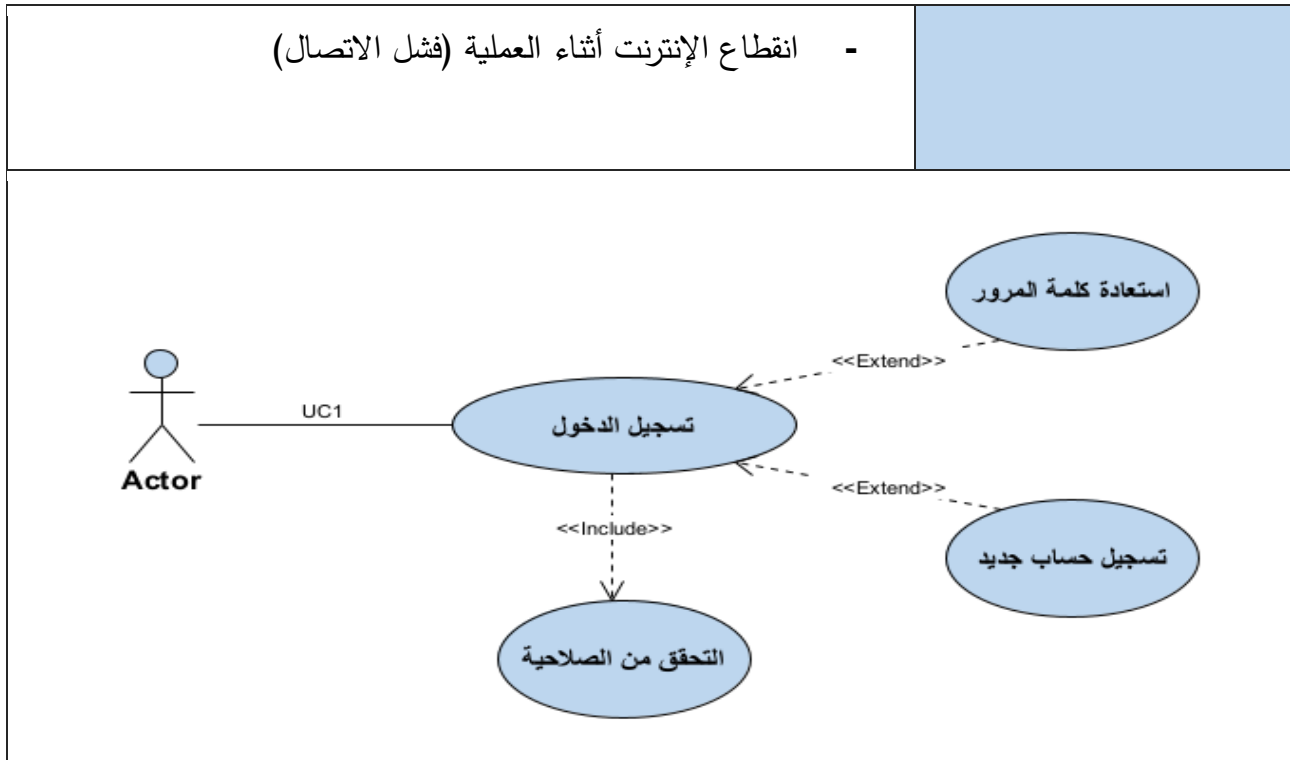 - انقطاع الإنترنت أثناء العملية (فشل الاتصال)
استعادة كلمة المرور
<<Extend>>
UC1
تسجيل الدخول
Actor
<<Extend>>
<<Include>>
تسجيل حساب جديد
التحقق من الصلاحية